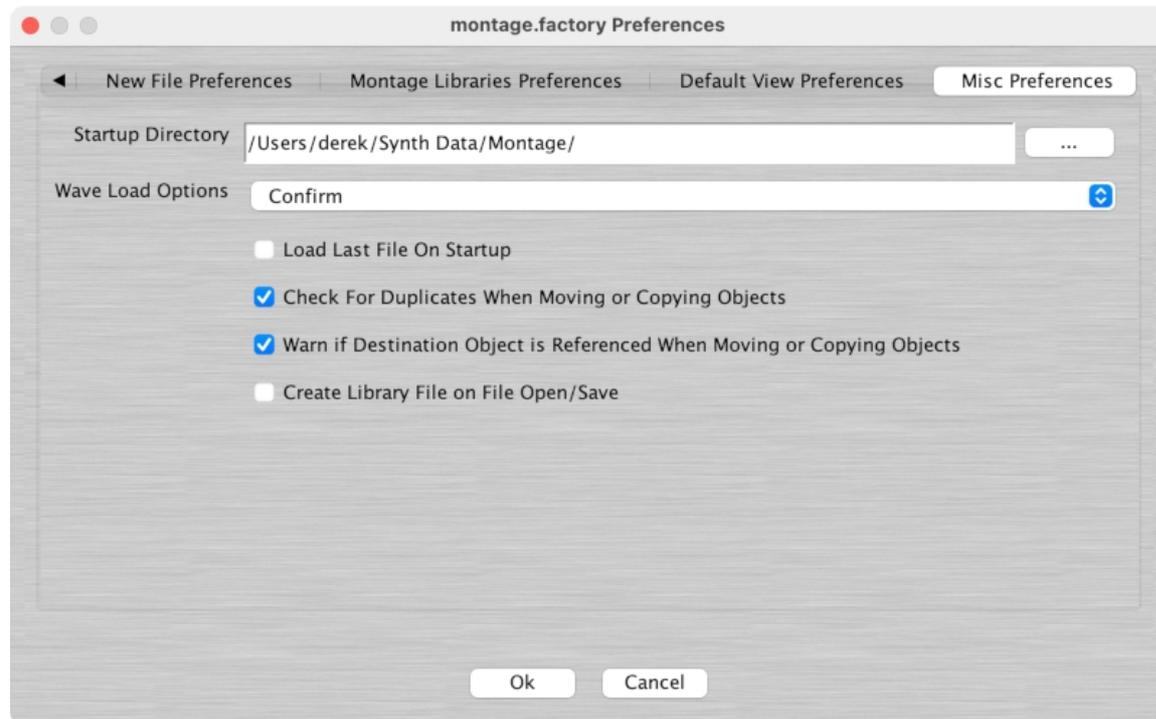 montage.factory Preferences
◀ New File Preferences Montage Libraries Preferences Default View Preferences Misc Preferences
Startup Directory /Users/derek/Synth Data/Montage/ ...
Wave Load Options Confirm
Load Last File On Startup
Check For Duplicates When Moving or Copying Objects
Warn if Destination Object is Referenced When Moving or Copying Objects
Create Library File on File Open/Save
Ok Cancel